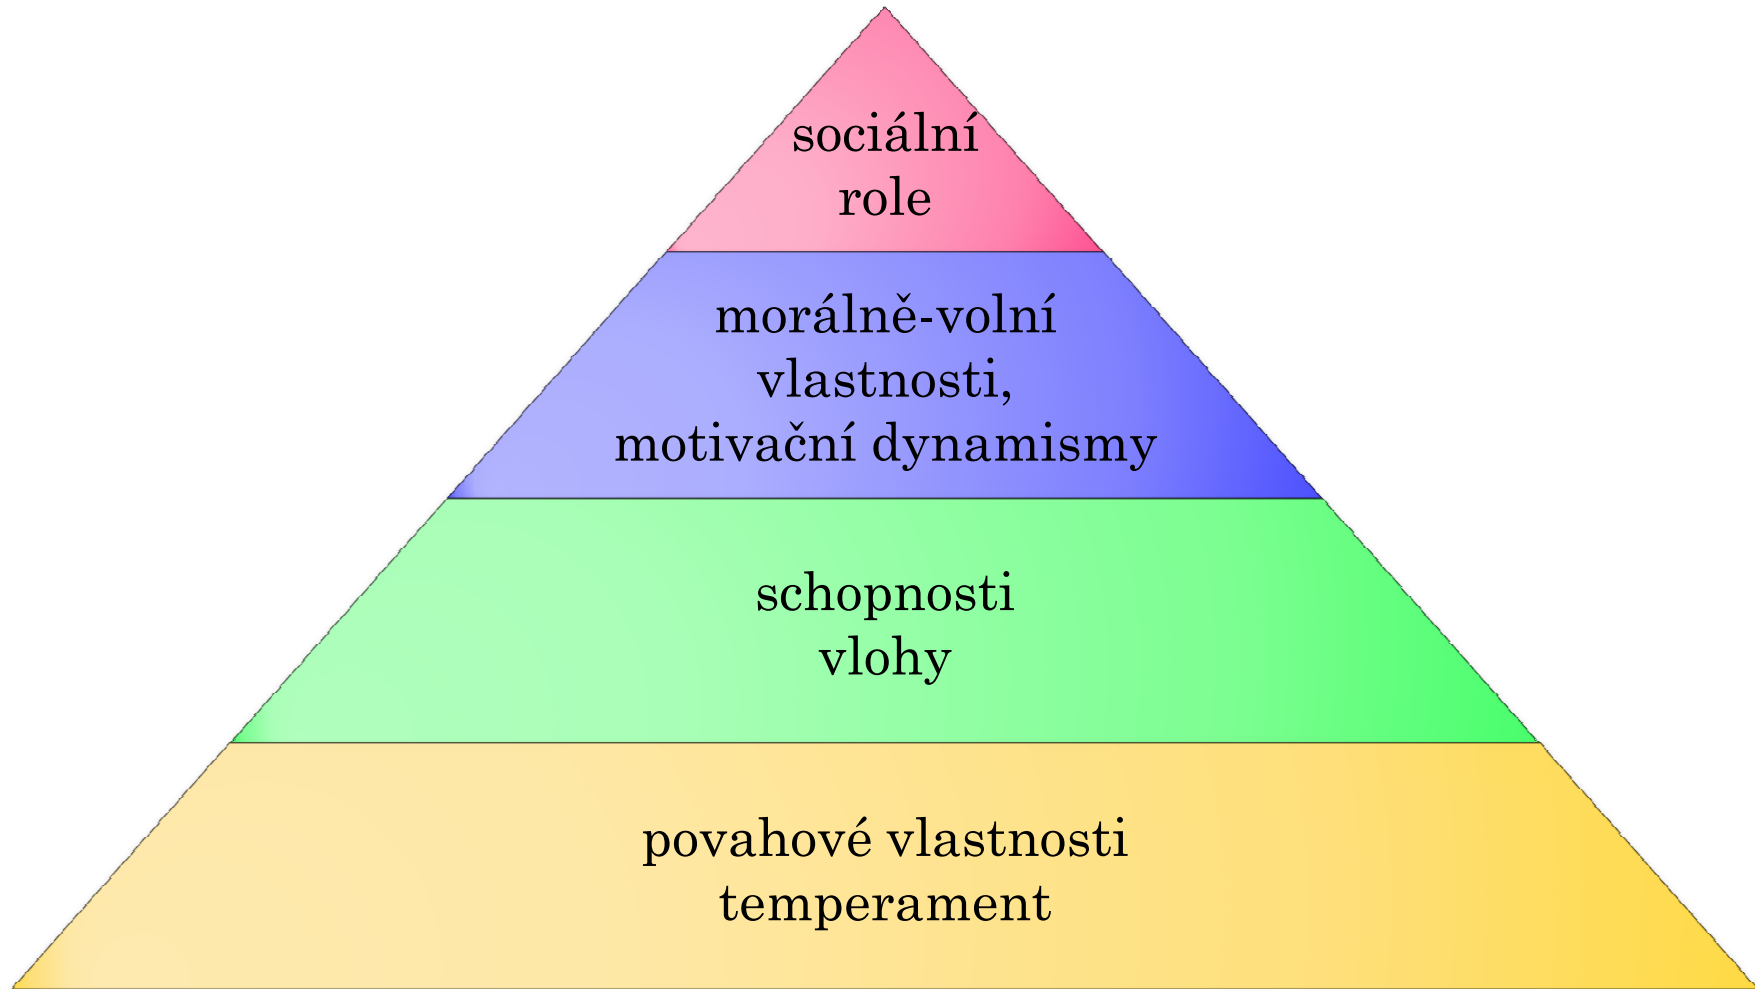 sociální
role
morálně-volní
vlastnosti,
motivační dynamismy
schopnosti
vlohy
povahové vlastnosti
temperament